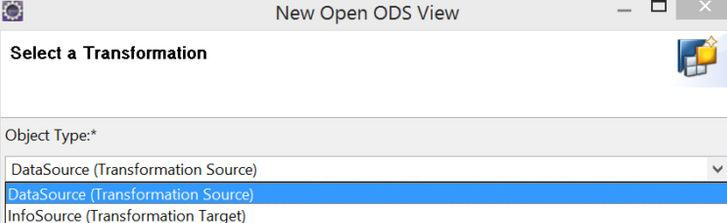 New Open ODS View
Select a Transformation
Object Type:*
DataSource (Transformation Source)
DataSource (Transformation Source)
InfoSource (Transformation Target)